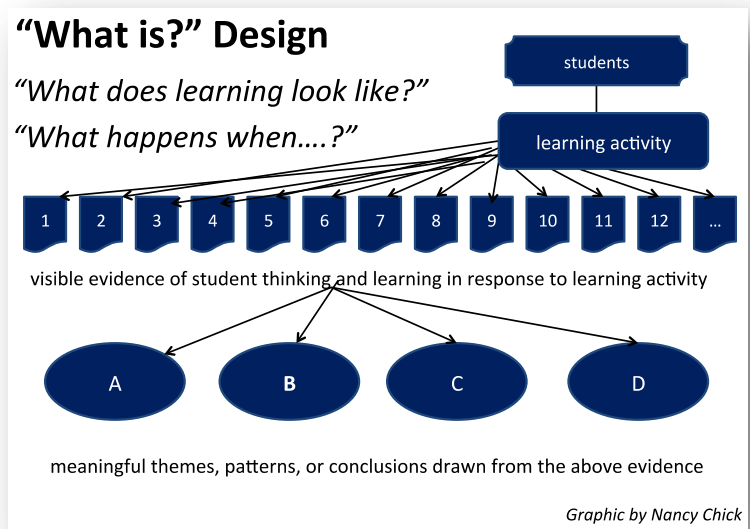 “What is?” Design
students
“What does learning look like?”
“What happens when….?”
learning activity
1 2 3 4 5 6 7 8 9 10 11 12 ...
visible evidence of student thinking and learning in response to learning activity
A B C D
meaningful themes, patterns, or conclusions drawn from the above evidence
Graphic by Nancy Chick